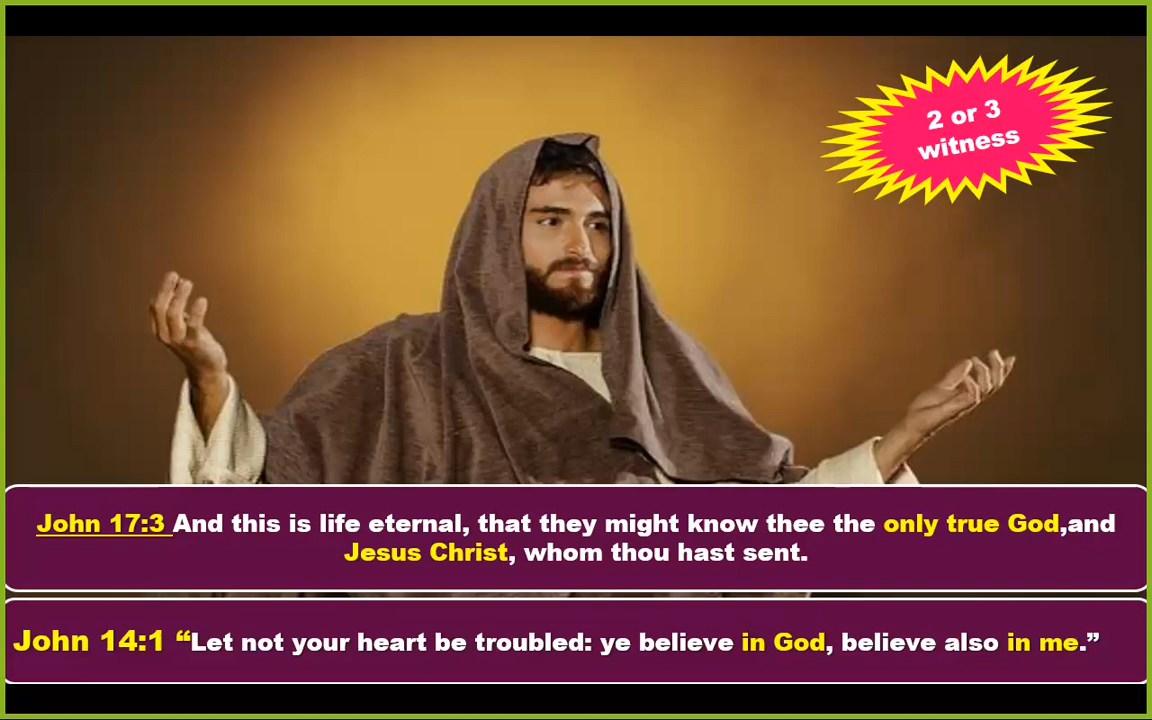 2 or 3
witness
John 17:3 And this is life eternal, that they might know thee the only true God,and
Jesus Christ, whom thou hast sent.
John 14:1 “Let not your heart be troubled: ye believe in God, believe also in me.”